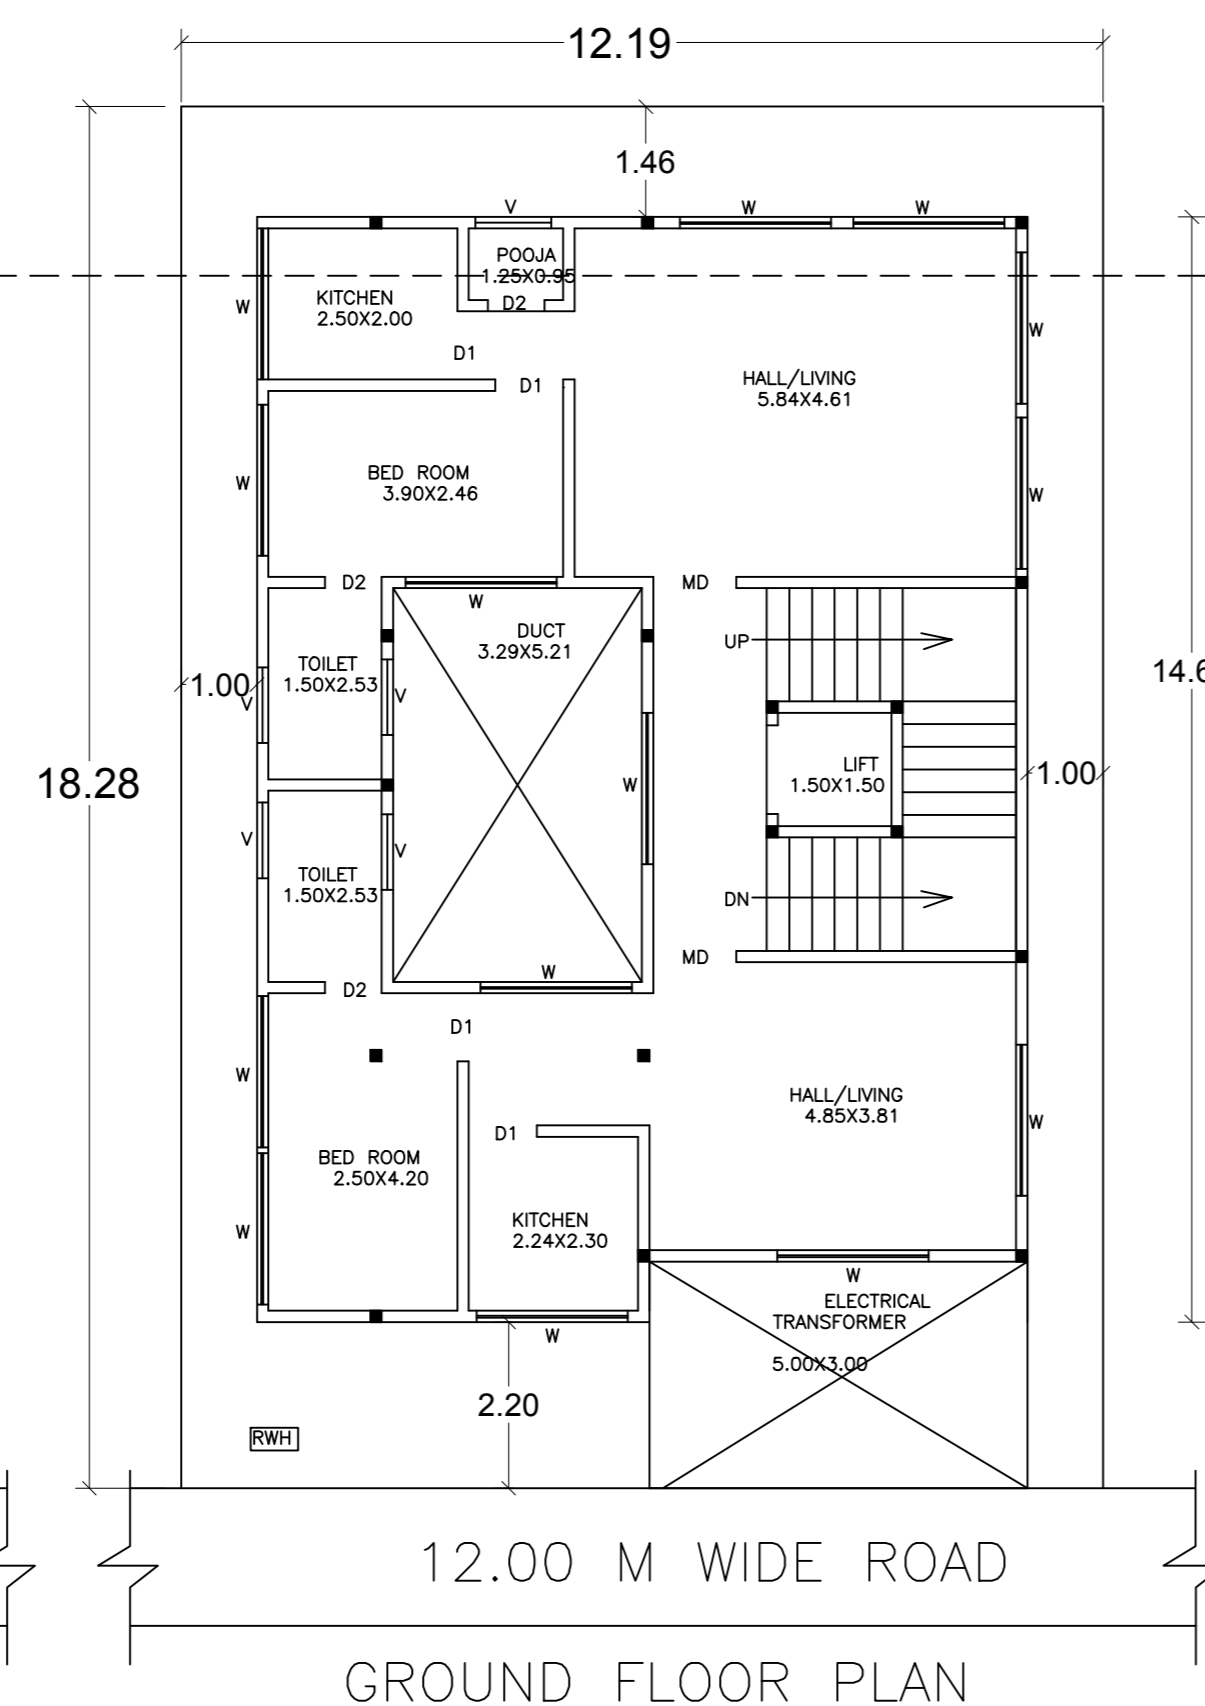 12.19
1.46
V
W
W
POOJA
1.25X0.95
D2
KITCHEN
2.50X2.00
W
W
D1
D1
HALL/LIVING
5.84X4.61
BED ROOM
3.90X2.46
W
W
D2
MD
W
DUCT
3.29X5.21
UP
TOILET
1.50X2.53
1.00
V
V
14.6
18.28
W
LIFT
1.50X1.50
1.00
V
V
TOILET
1.50X2.53
DN
MD
W
D2
D1
W
HALL/LIVING
4.85X3.81
W
D1
BED ROOM
2.50X4.20
W
KITCHEN
2.24X2.30
W
ELECTRICAL
TRANSFORMER
W
5.00X3.00
2.20
RWH
12.00 M WIDE ROAD
GROUND FLOOR PLAN